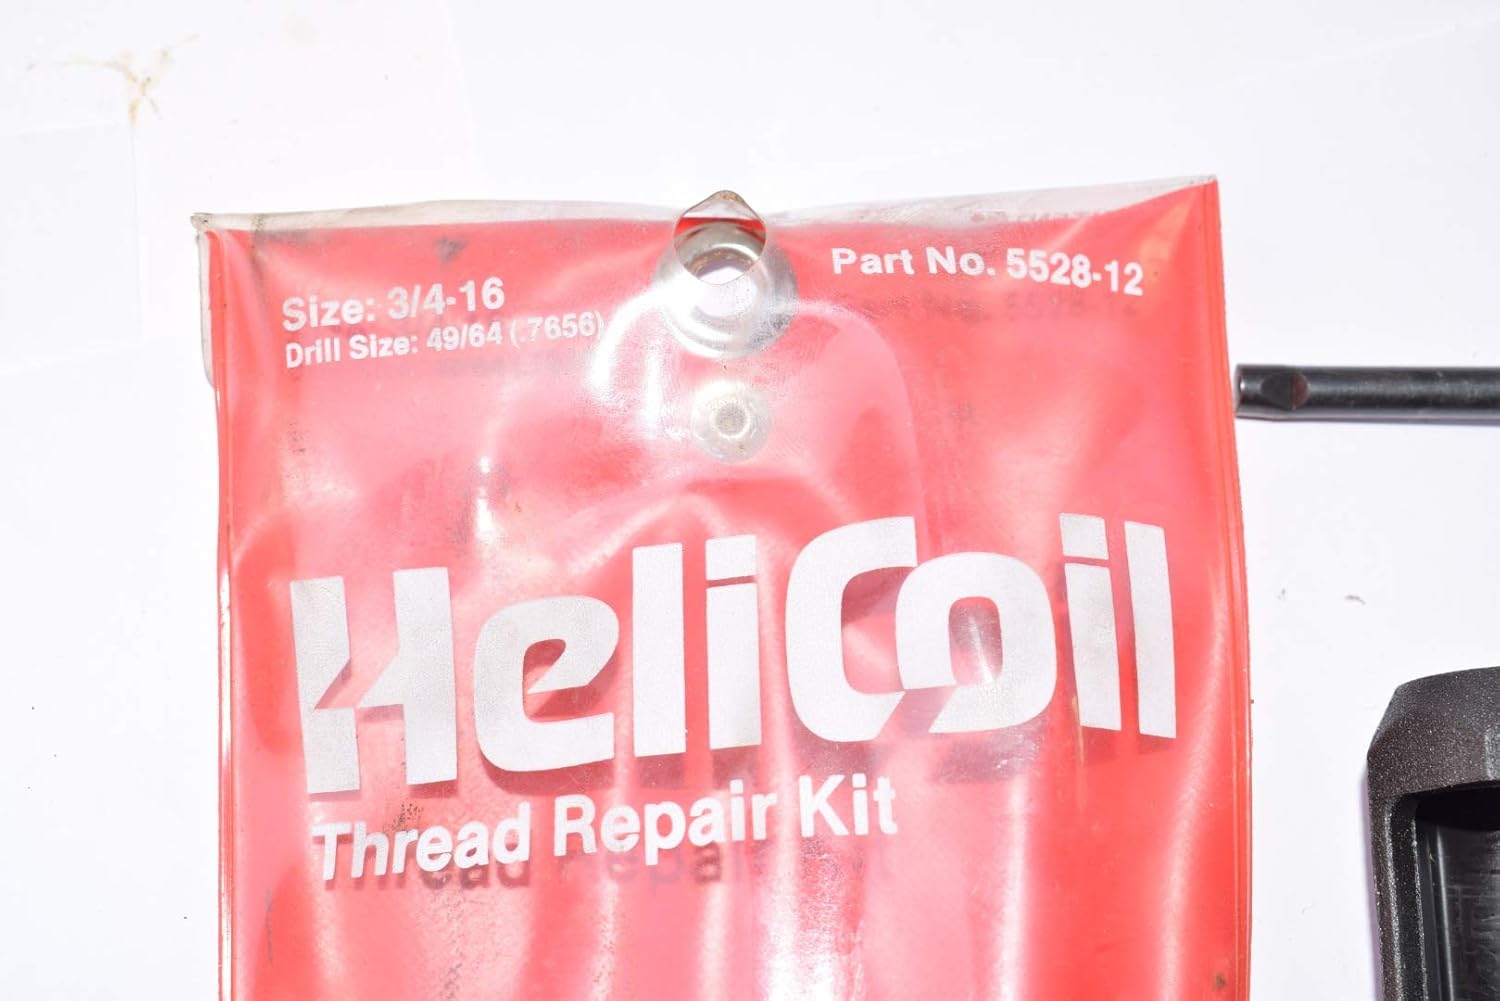 Size: 3/4-16
Drill Size: 49/64 (.7656)
Part No. 5528-12
HeliCoil
Thread Repair Kit